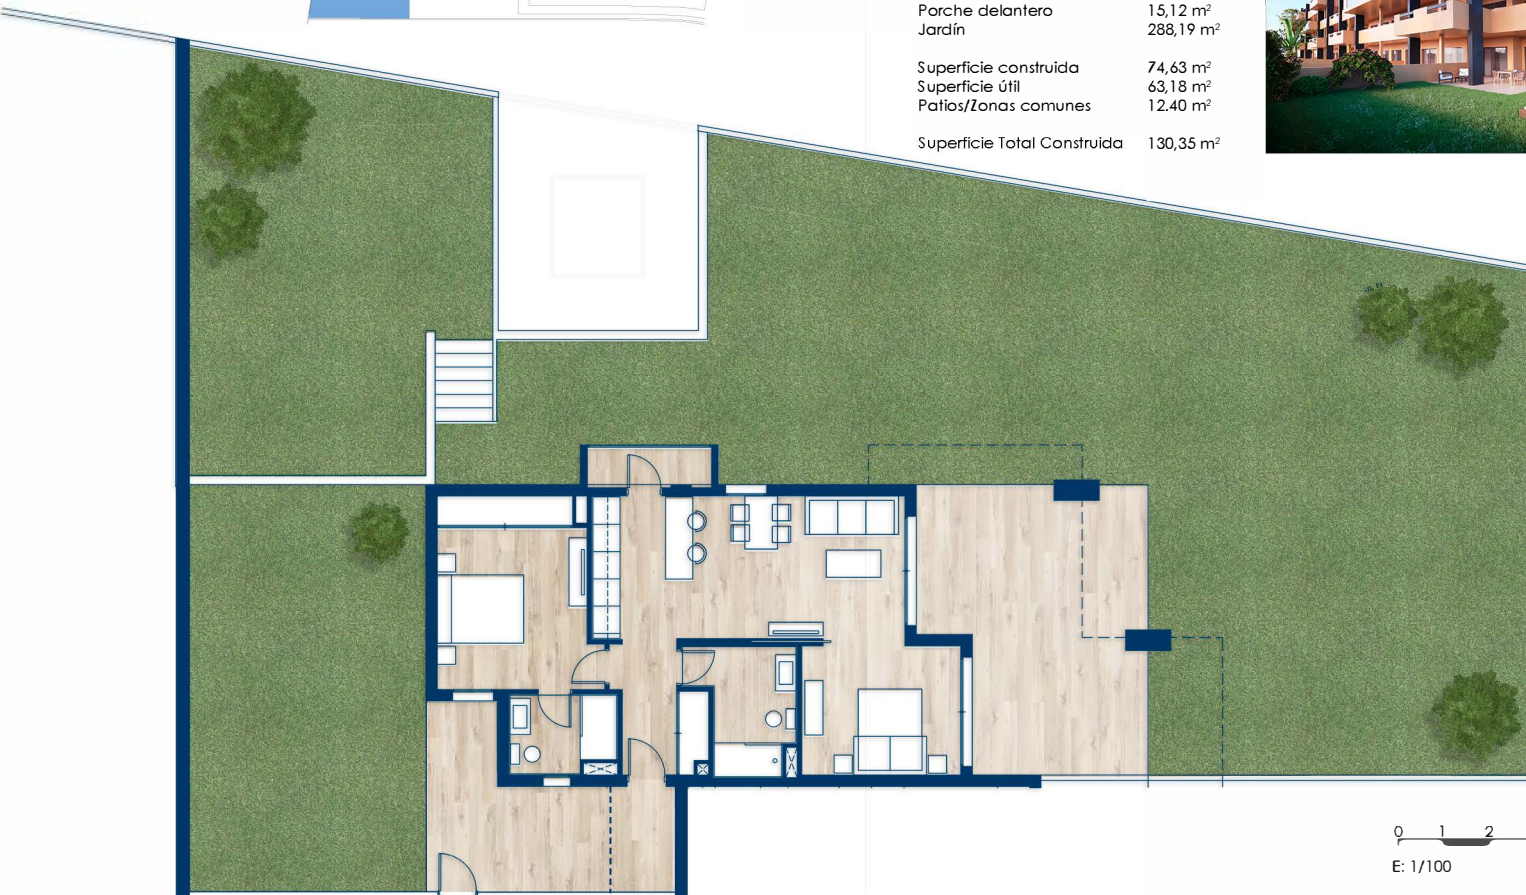 Porche delantero 15,12 m²
Jardín 288,19 m²
Superficie construida 74,63 m²
Superficie útil 63,18 m²
Patios/Zonas comunes 12.40 m²
Superficie Total Construida 130,35 m²
0 1 2
E: 1/100